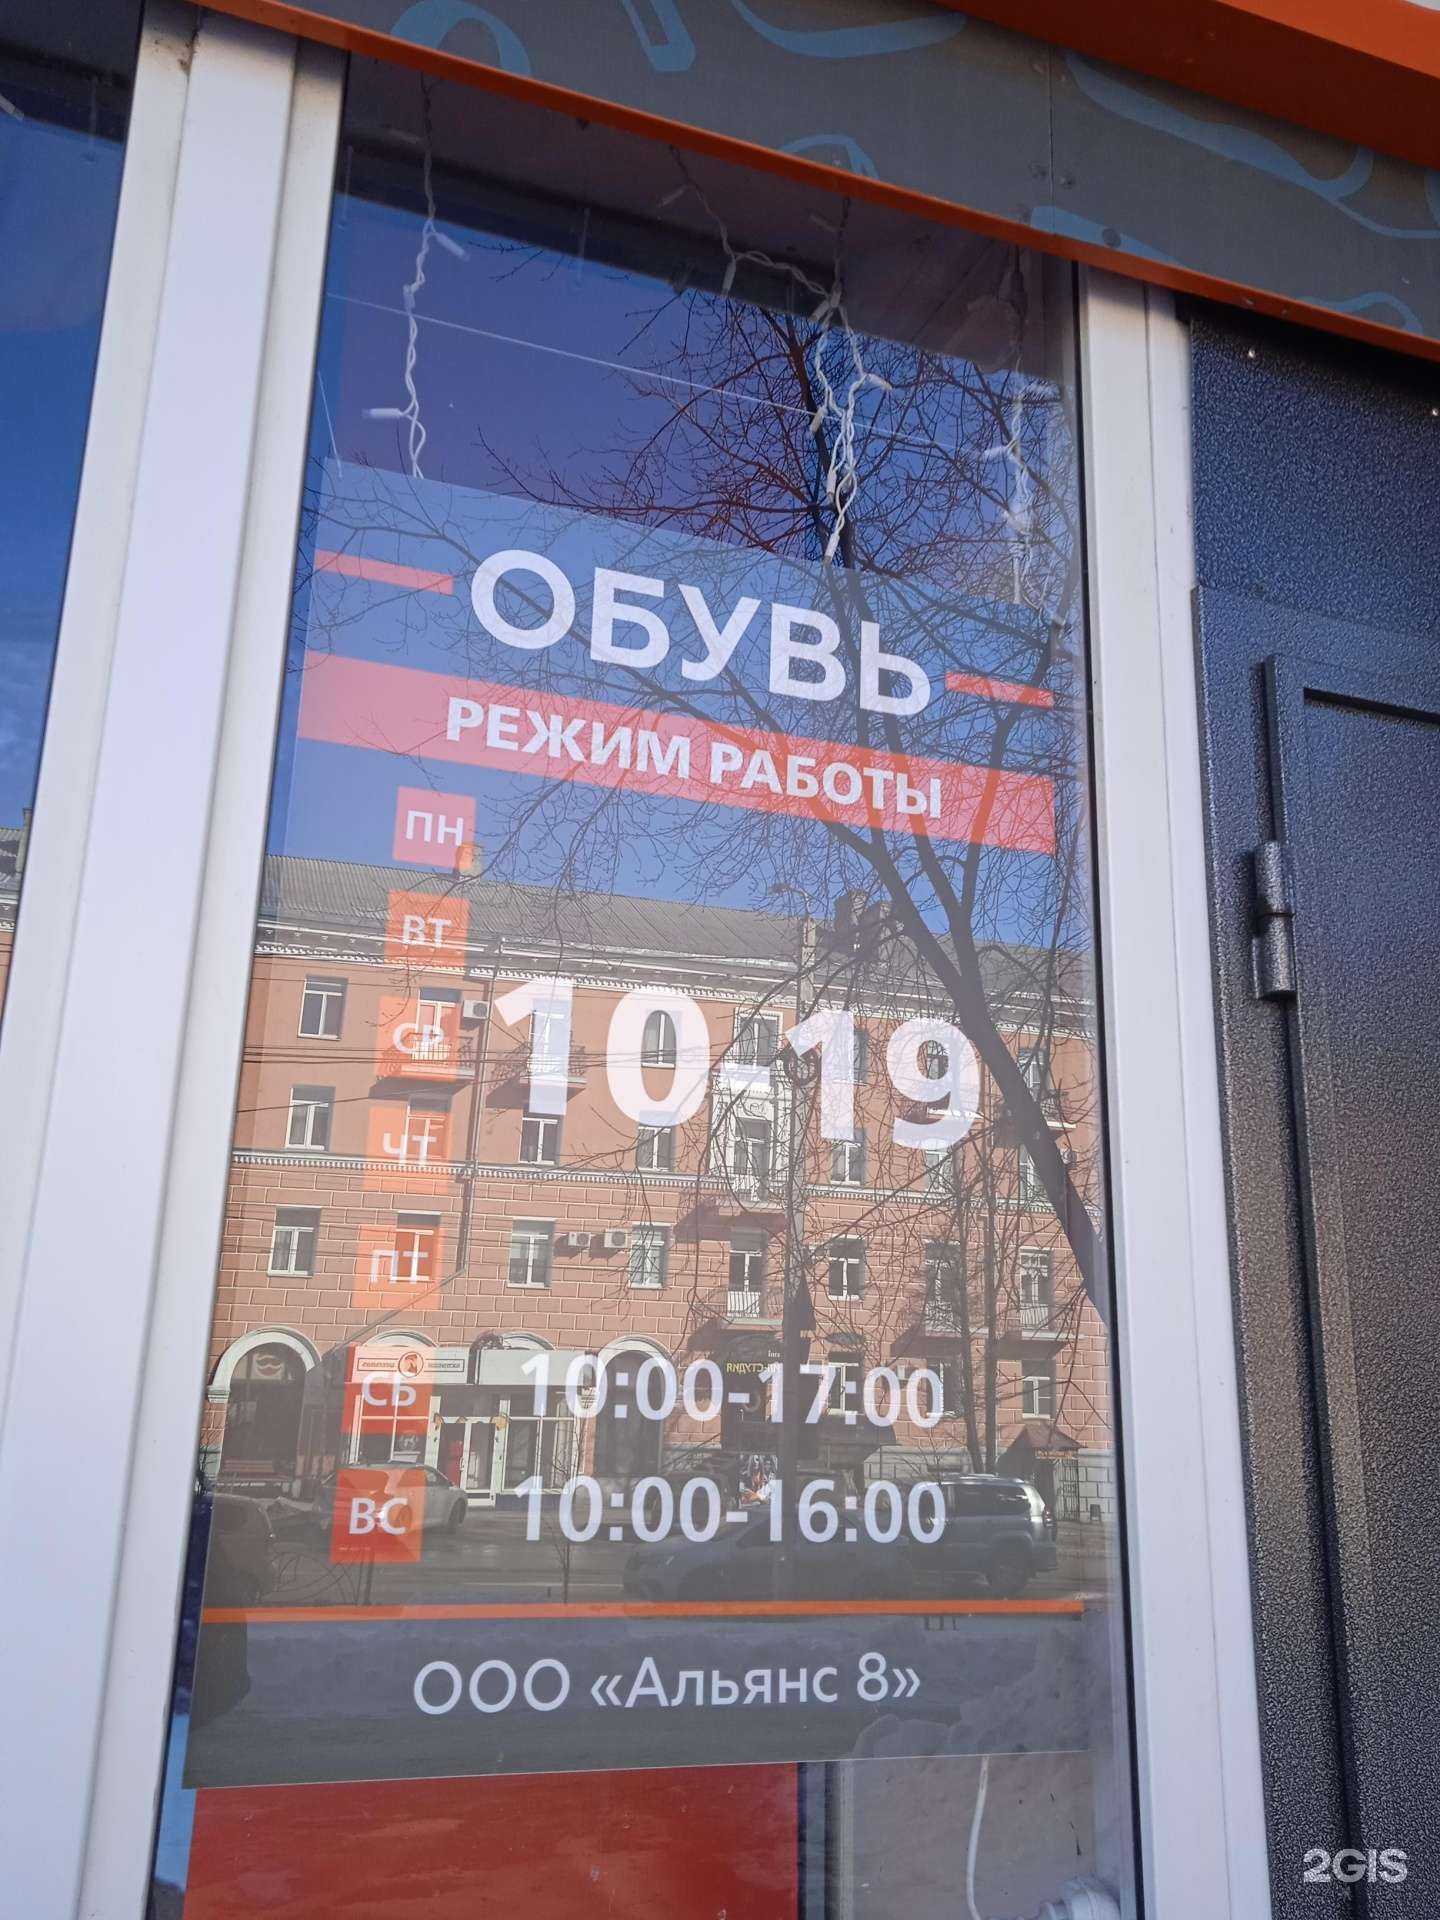 ОБУВЬ
РЕЖИМ РАБОТЫ
ПН
ВТ
СР
10-19
ЧТ
ПТ
СБ 10:00-17:00
ВС 10:00-16:00
ООО «Альянс 8»
2GIS